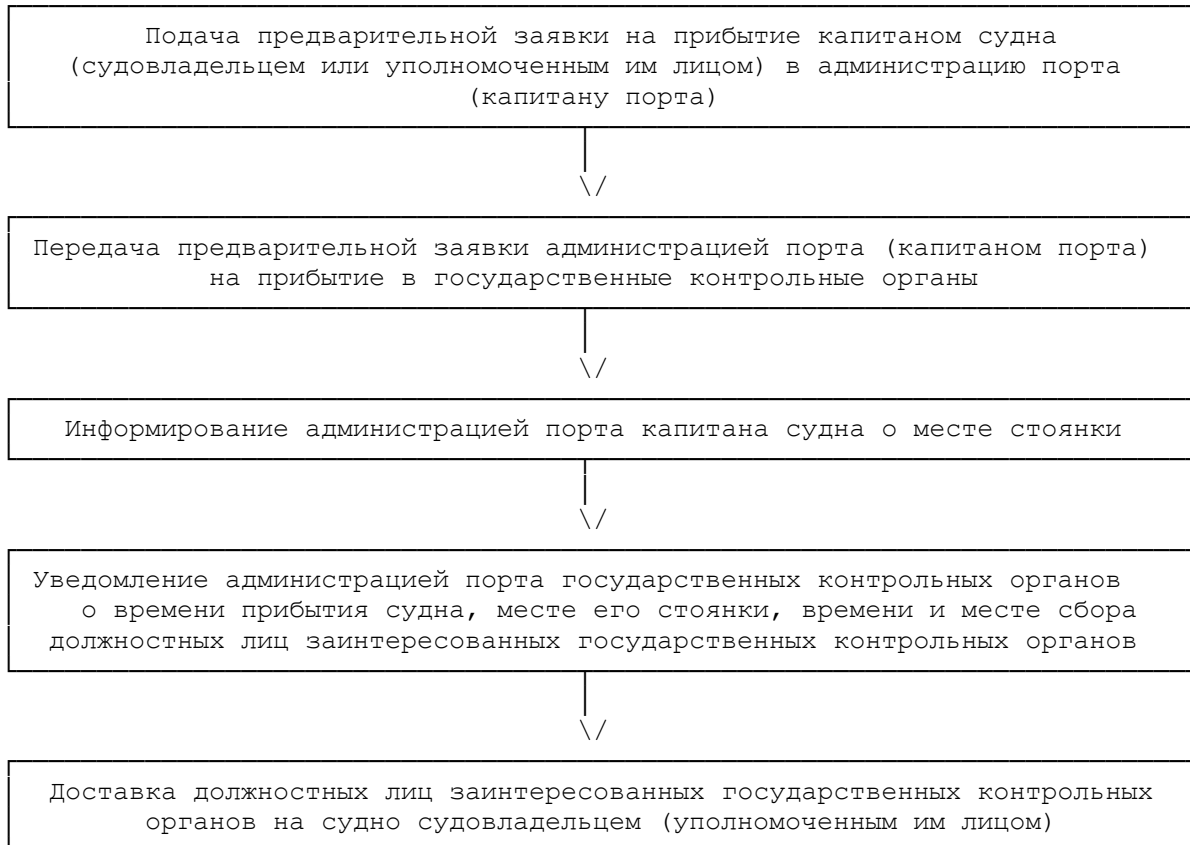 Подача предварительной заявки на прибытие капитаном судна
(судовладельцем или уполномоченным им лицом) в администрацию порта
(капитану порта)
Передача предварительной заявки администрацией порта (капитаном порта)
на прибытие в государственные контрольные органы
Информирование администрацией порта капитана судна о месте стоянки
Уведомление администрацией порта государственных контрольных органов
о времени прибытия судна, месте его стоянки, времени и месте сбора
должностных лиц заинтересованных государственных контрольных органов
Доставка должностных лиц заинтересованных государственных контрольных
органов на судно судовладельцем (уполномоченным им лицом)